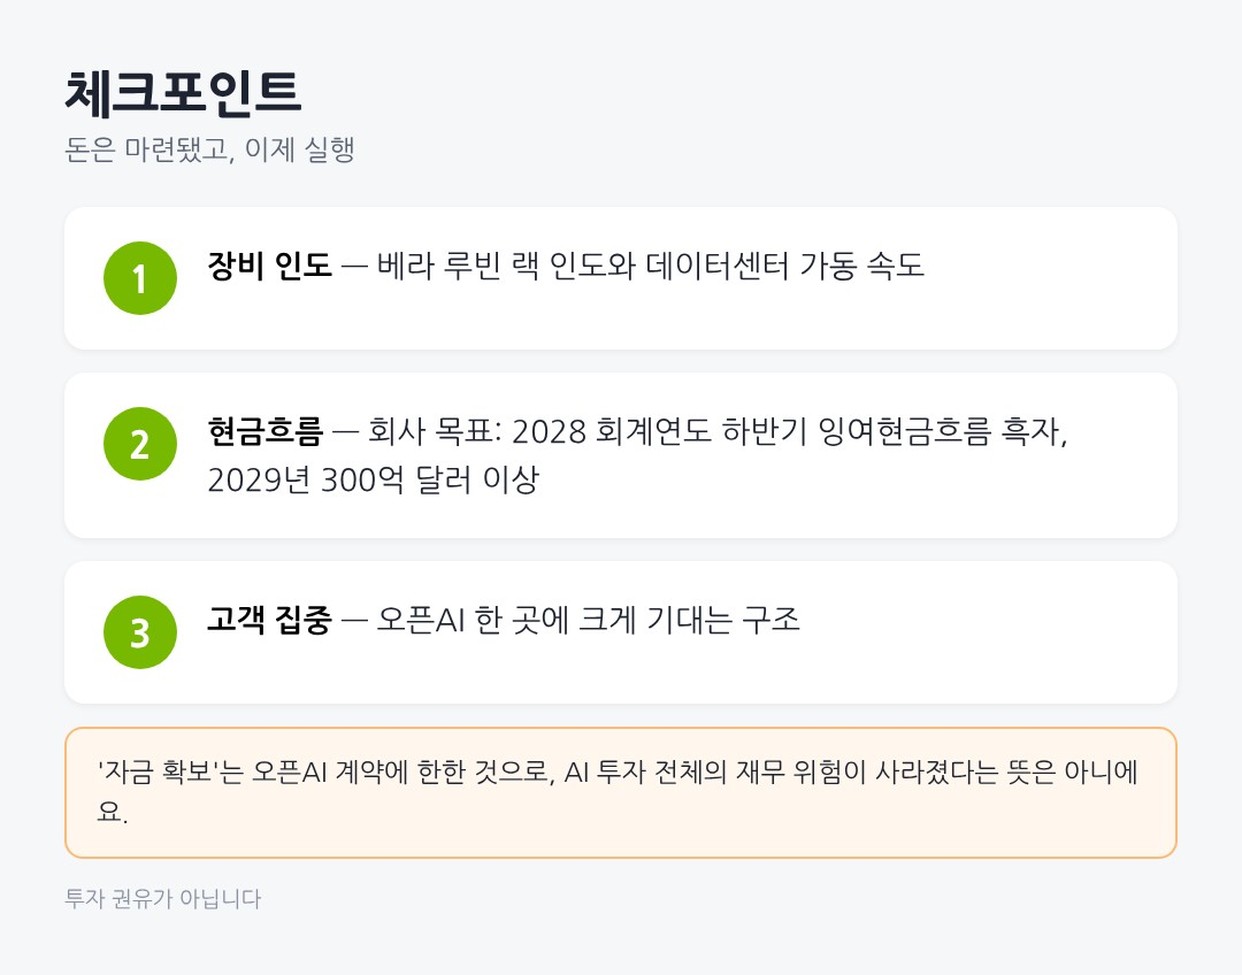 체크포인트
돈은 마련됐고, 이제 실행
1
장비 인도 — 베라 루빈 랙 인도와 데이터센터 가동 속도
2
현금흐름 — 회사 목표: 2028 회계연도 하반기 잉여현금흐름 흑자,
2029년 300억 달러 이상
3
고객 집중 — 오픈AI 한 곳에 크게 기대는 구조
'자금 확보'는 오픈AI 계약에 한한 것으로, AI 투자 전체의 재무 위험이 사라졌다는 뜻은 아니에
요.
투자 권유가 아닙니다